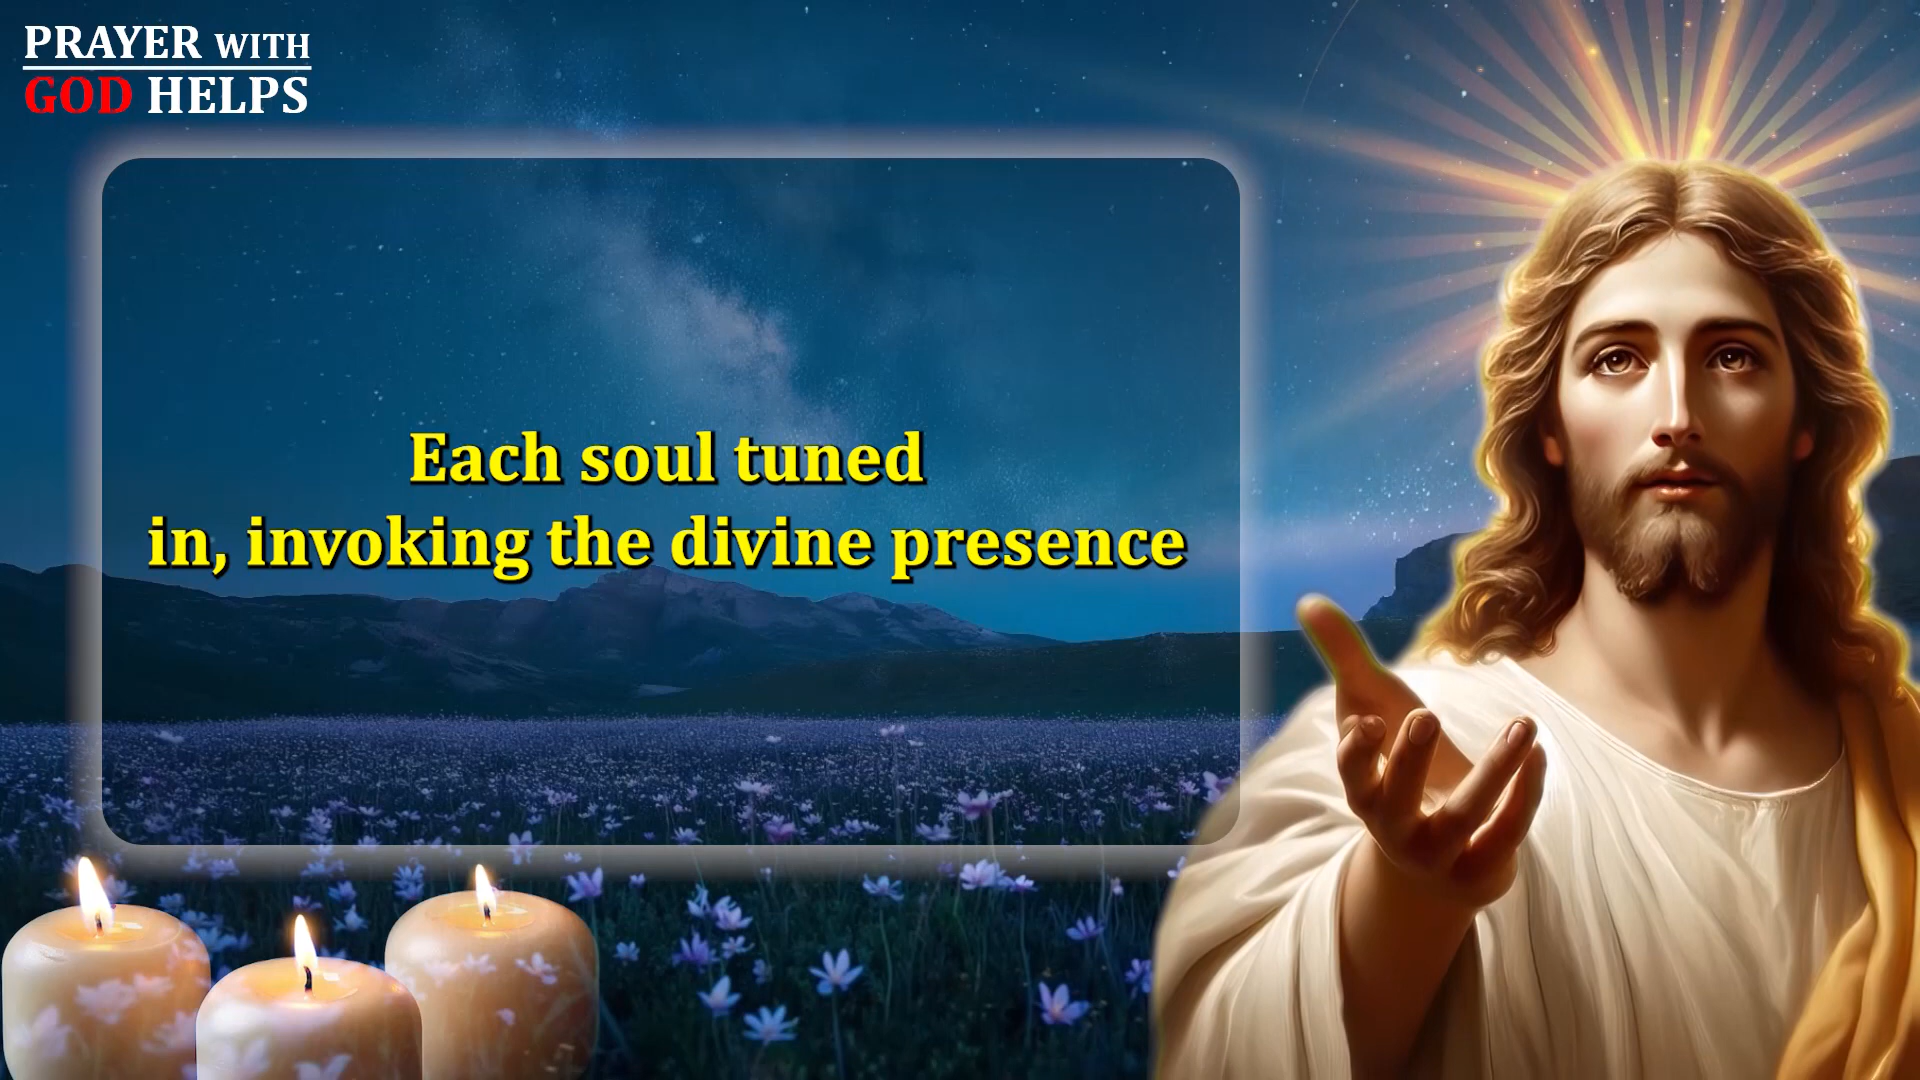 PRAYER WITH
GOD HELPS
Each soul tuned
in, invoking the divine presence